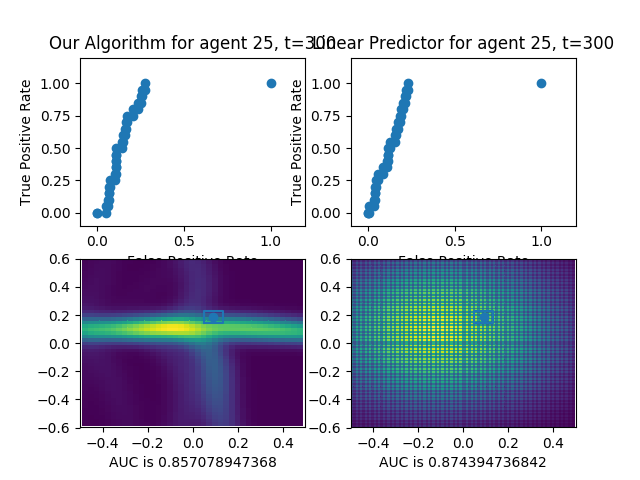 Our Algorithm for agent 25, t=300
Linear Predictor for agent 25, t=300
True Positive Rate
1.00
0.75
0.50
0.25
0.00
0.0 0.5 1.0
False Positive Rate
True Positive Rate
1.00
0.75
0.50
0.25
0.00
0.0 0.5 1.0
False Positive Rate
0.6
0.4
0.2
0.0
−0.2
−0.4
−0.6
−0.4 −0.2 0.0 0.2 0.4
AUC is 0.857078947368
0.6
0.4
0.2
0.0
−0.2
−0.4
−0.6
−0.4 −0.2 0.0 0.2 0.4
AUC is 0.874394736842